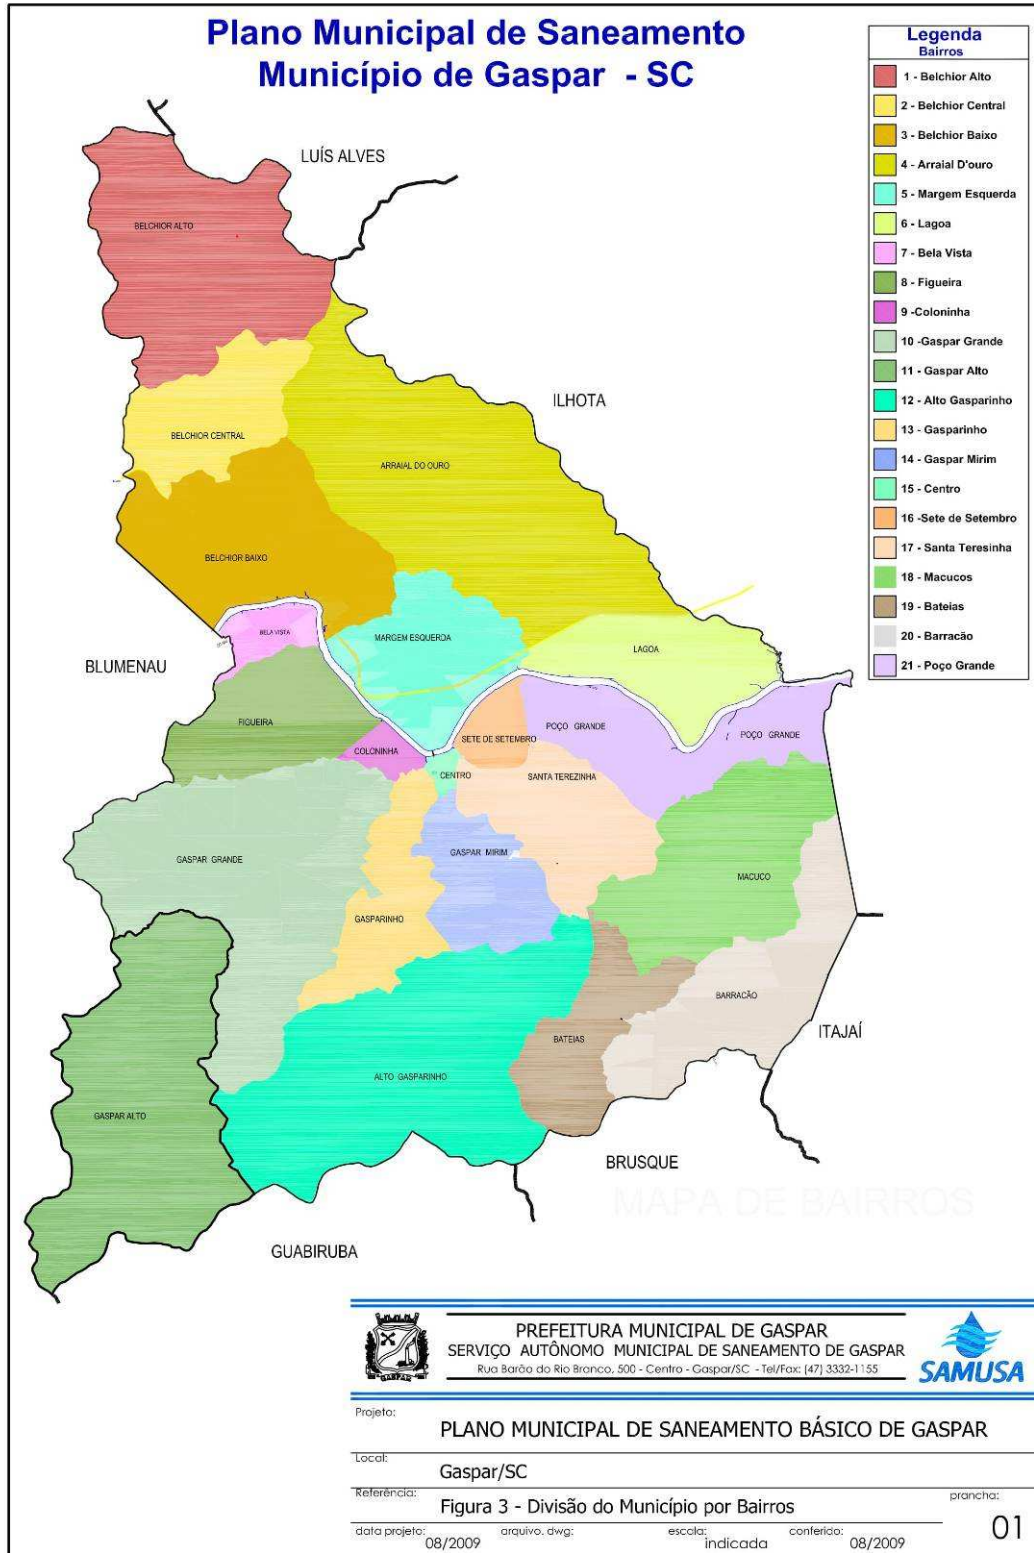 Plano Municipal de Saneamento
Município de Gaspar - SC
Legenda
Bairros
1 - Belchior Alto
2 - Belchior Central
3 - Belchior Baixo
4 - Arraial D'ouro
5 - Margem Esquerda
6 - Lagoa
7 - Bela Vista
8 - Figueira
9 -Coloninha
10 -Gaspar Grande
11 - Gaspar Alto
12 - Alto Gasparinho
13 - Gasparinho
14 - Gaspar Mirim
15 - Centro
16 -Sete de Setembro
17 - Santa Teresinha
18 - Macucos
19 - Bateias
20 - Barracão
21 - Poço Grande
LUÍS ALVES
BELCHIOR ALTO
ILHOTA
BELCHIOR CENTRAL
ARRAIAL DO OURO
BELCHIOR BAIXO
BELA VISTA
MARGEM ESQUERDA
LAGOA
BLUMENAU
FIGUEIRA
POÇO GRANDE
POÇO GRANDE
SETE DE SETEMBRO
COLONINHA
CENTRO
SANTA TEREZINHA
GASPAR MIRIM
GASPAR GRANDE
MACUCO
GASPARINHO
BARRACÃO
ITAJAÍ
BATEIAS
ALTO GASPARINHO
GASPAR ALTO
BRUSQUE
MAPA DE BAIRROS
GUABIRUBA
GASPAR
PREFEITURA MUNICIPAL DE GASPAR
SERVIÇO AUTÔNOMO MUNICIPAL DE SANEAMENTO DE GASPAR
Rua Barão do Rio Branco, 500 - Centro - Gaspar/SC - Tel/Fax: (47) 3332-1155
SAMUSA
Projeto:
PLANO MUNICIPAL DE SANEAMENTO BÁSICO DE GASPAR
Local:
Gaspar/SC
Referência:
Figura 3 - Divisão do Município por Bairros
prancha:
01
data projeto:
08/2009
arquivo. dwg:
escala:
indicada
conferido:
08/2009